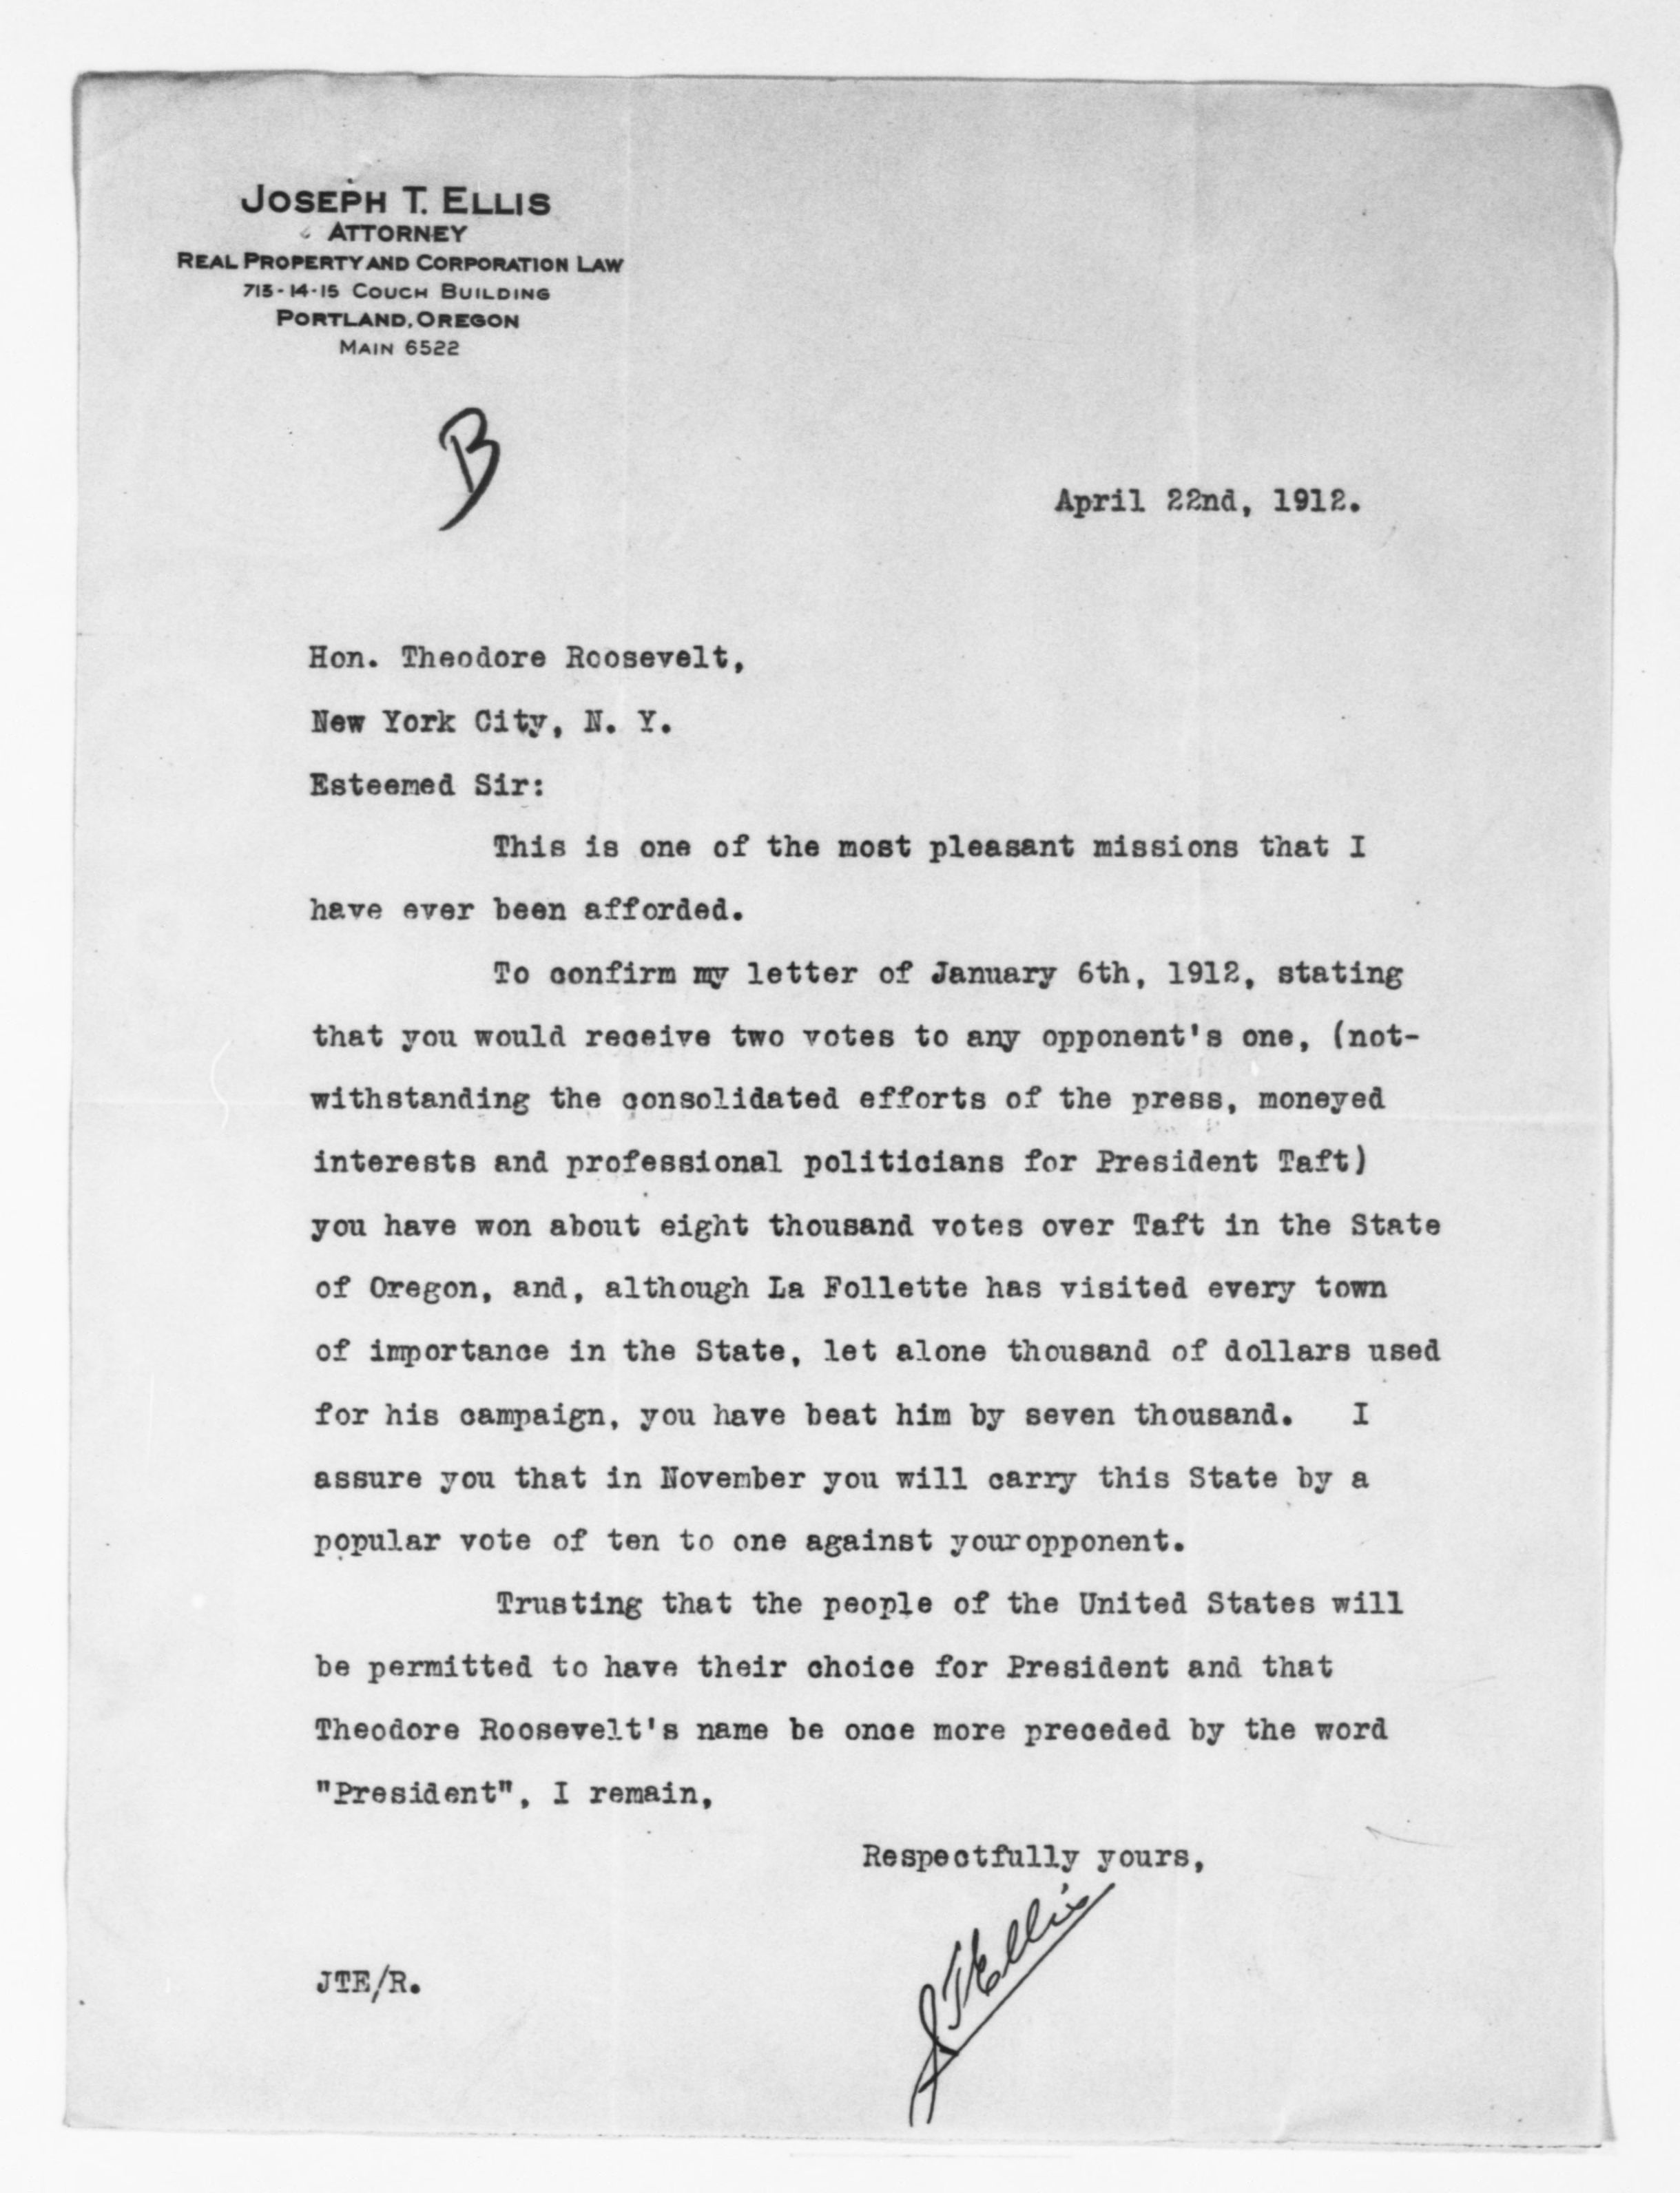 JOSEPH T. ELLIS
ATTORNEY
REAL PROPERTY AND CORPORATION LAW
713-14-15 COUCH BUILDING
PORTLAND, OREGON
MAIN 6522
B
April 22nd, 1912.
Hon. Theodore Roosevelt,
New York City, N. Y.
Esteemed Sir:
This is one of the most pleasant missions that I
have ever been afforded.
To confirm my letter of January 6th, 1912, stating
that you would receive two votes to any opponent's one, (not-
withstanding the consolidated efforts of the press, moneyed
interests and professional politicians for President Taft)
you have won about eight thousand votes over Taft in the State
of Oregon, and, although La Follette has visited every town
of importance in the State, let alone thousand of dollars used
for his campaign, you have beat him by seven thousand. I
assure you that in November you will carry this State by a
popular vote of ten to one against youropponent.
Trusting that the people of the United States will
be permitted to have their choice for President and that
Theodore Roosevelt's name be once more preceded by the word
"President", I remain,
Respectfully yours,
JTEllis
JTE/R.